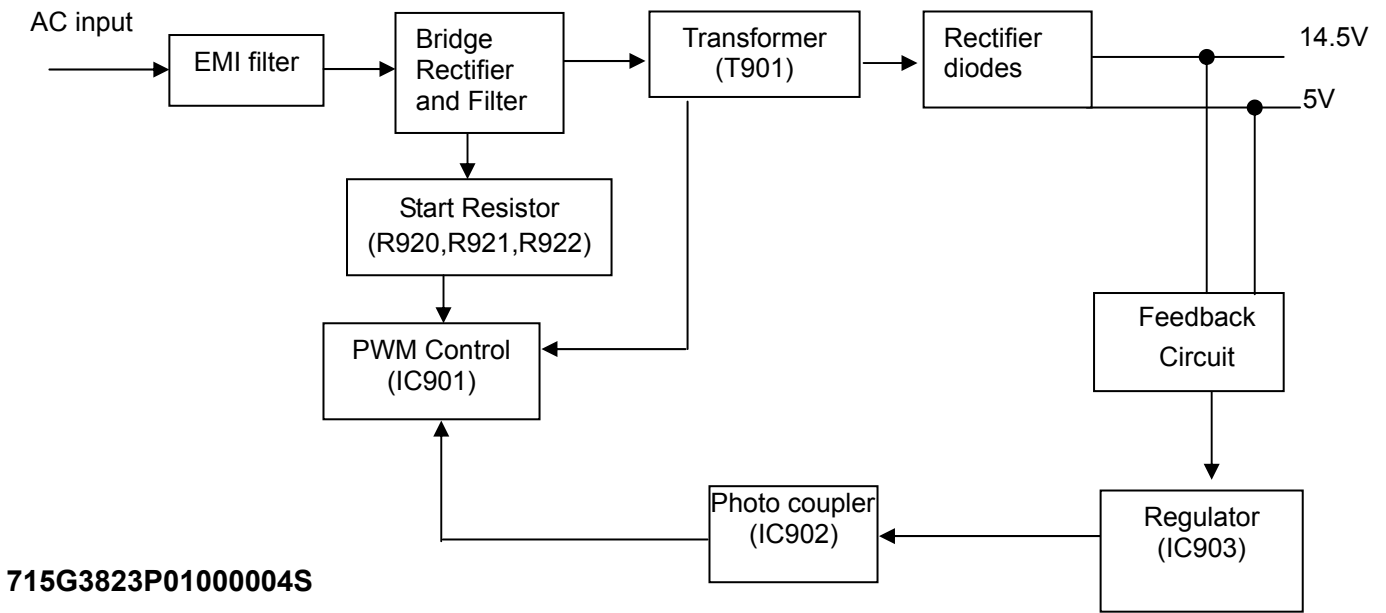 AC input
EMI filter
Bridge
Rectifier
and Filter
Transformer
(T901)
Rectifier
diodes
14.5V
5V
Start Resistor
(R920,R921,R922)
PWM Control
(IC901)
Feedback
Circuit
Photo coupler
(IC902)
Regulator
(IC903)
715G3823P01000004S